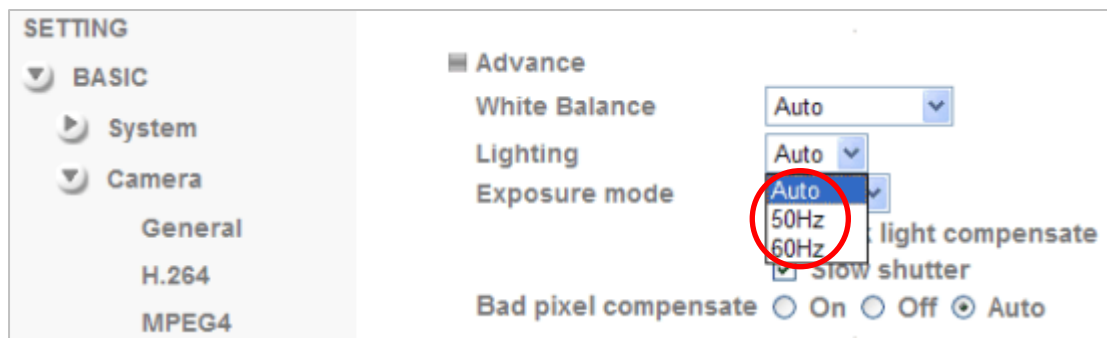 SETTING
BASIC
System
Camera
General
H.264
MPEG4
Advance
White Balance Auto
Lighting Auto
Auto
50Hz
60Hz
Exposure mode
light compensate
Slow shutter
Bad pixel compensate On Off Auto